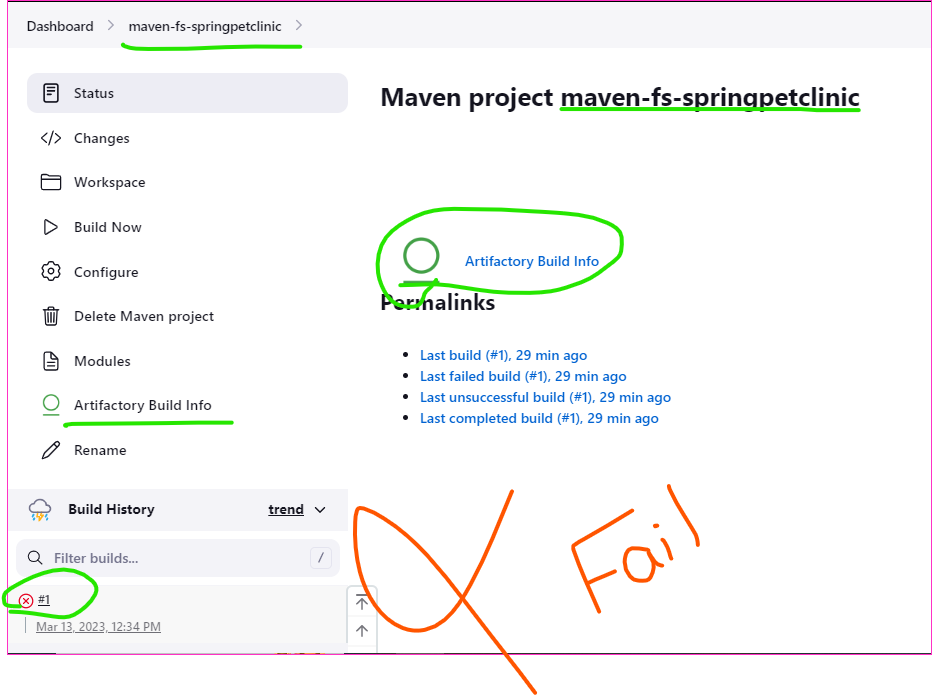 Dashboard > maven-fs-springpetclinic >
Status
Changes
Workspace
Build Now
Configure
Delete Maven project
Modules
Artifactory Build Info
Rename
Maven project maven-fs-springpetclinic
Artifactory Build Info
Permalinks
Last build (#1), 29 min ago
Last failed build (#1), 29 min ago
Last unsuccessful build (#1), 29 min ago
Last completed build (#1), 29 min ago
Build History
trend
Filter builds...
/
#1
Mar 13, 2023, 12:34 PM
Fail